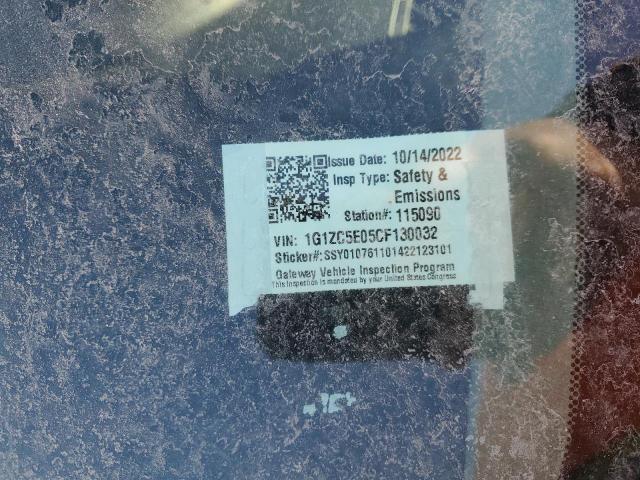 Issue Date: 10/14/2022
Insp Type: Safety &
Emissions
Station#: 115090
VIN: 1G1ZC5E05CF130032
Sticker#:SSY010761101422123101
Gateway Vehicle Inspection Program
This Inspection is mandated by your United States Congress